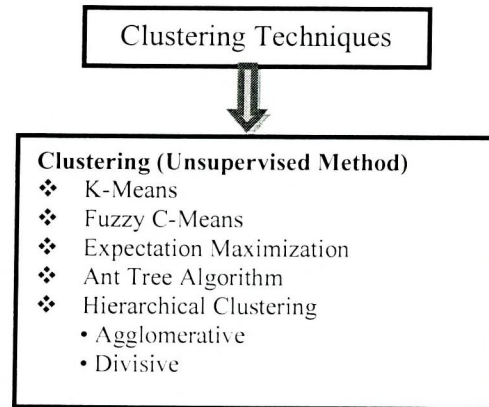 Clustering Techniques
Clustering (Unsupervised Method)
❖ K-Means
❖ Fuzzy C-Means
❖ Expectation Maximization
❖ Ant Tree Algorithm
❖ Hierarchical Clustering
• Agglomerative
• Divisive